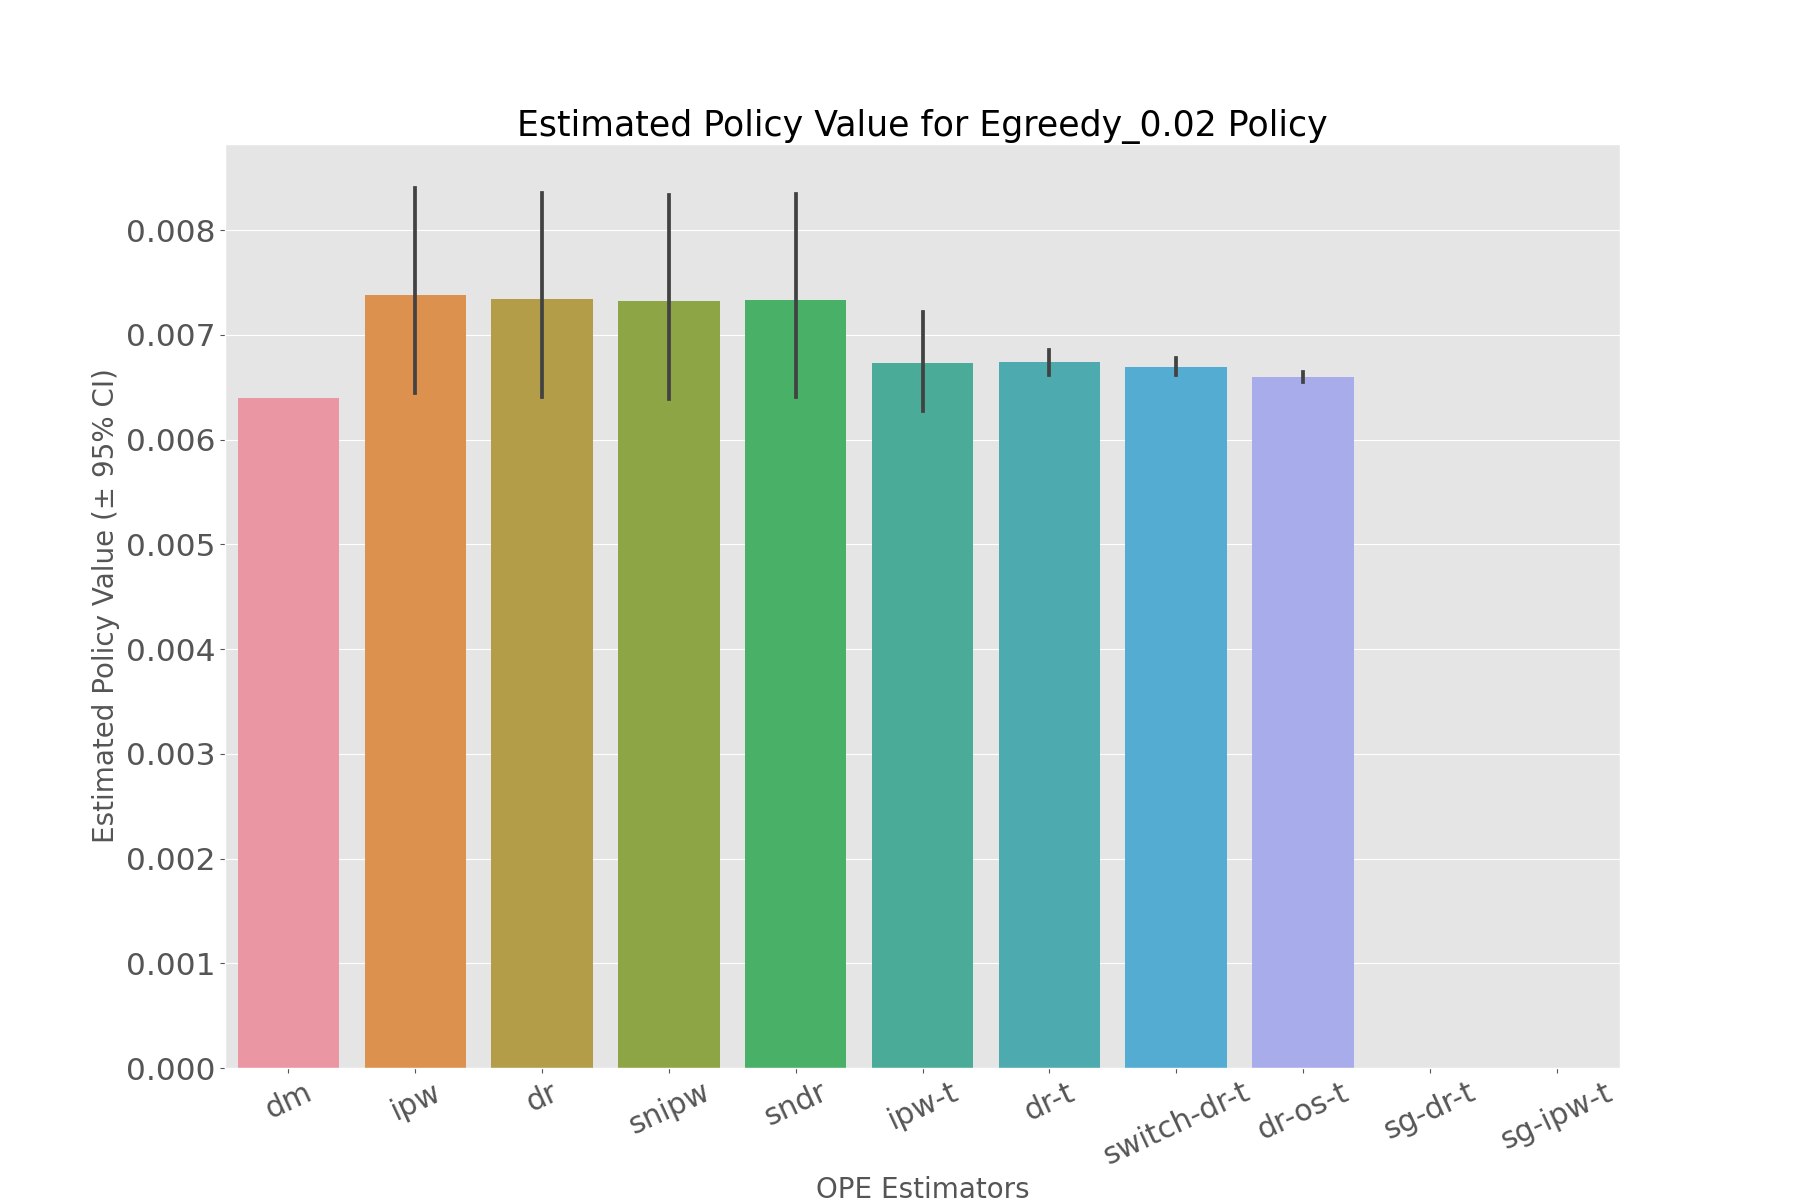 Estimated Policy Value for Egreedy_0.02 Policy
Estimated Policy Value (± 95% CI)
0.008
0.007
0.006
0.005
0.004
0.003
0.002
0.001
0.000
dm
ipw
dr
snipw
sndr
ipw-t
dr-t
switch-dr-t
dr-os-t
sg-dr-t
sg-ipw-t
OPE Estimators